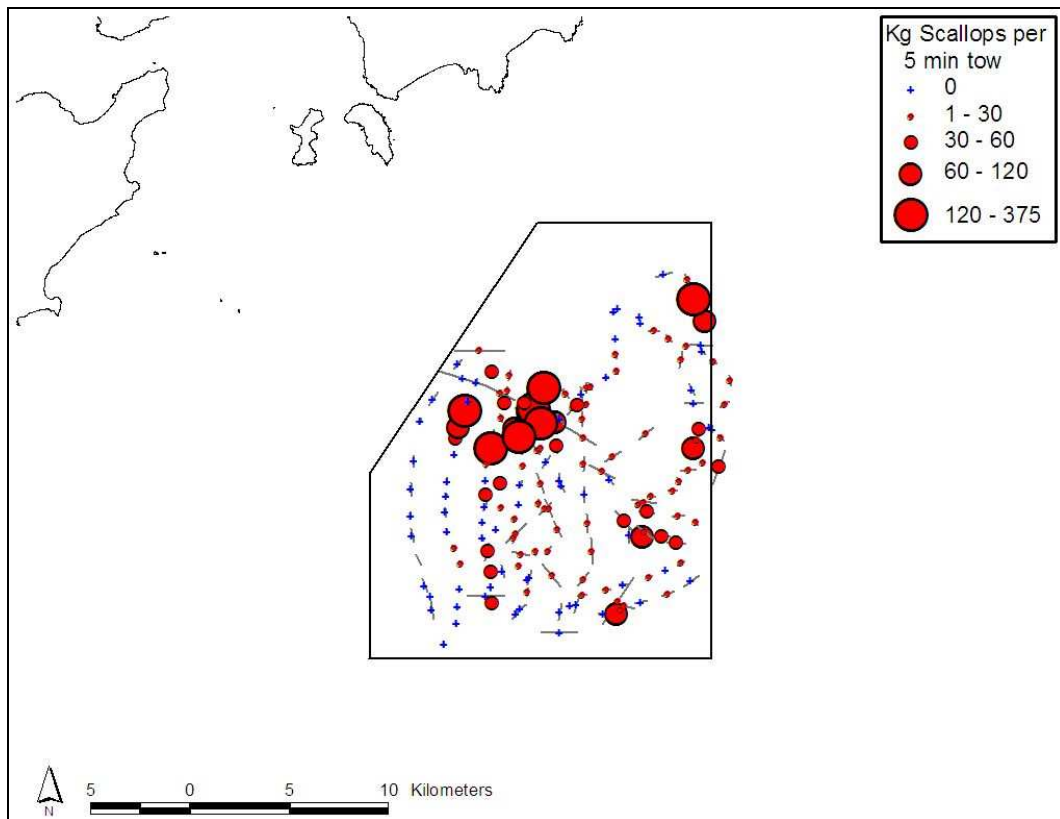 Kg Scallops per
5 min tow
0
1 - 30
30 - 60
60 - 120
120 - 375
N
5 0 5 10 Kilometers